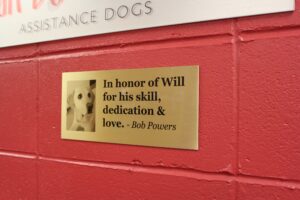 ASSISTANCE DOGS
In honor of Will
for his skill,
dedication &
love. - Bob Powers